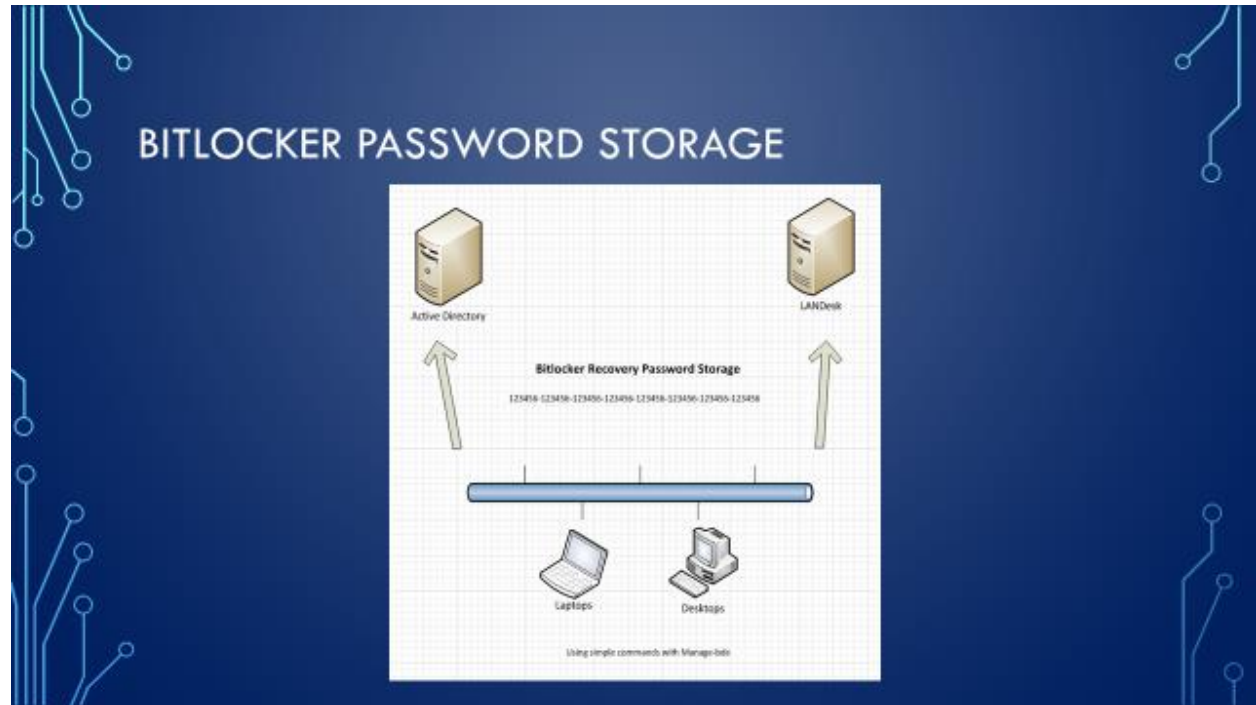 BITLOCKER PASSWORD STORAGE
Active Directory
LANDesk
Bitlocker Recovery Password Storage
123456-123456-123456-123456-123456-123456-123456-123456
Laptops
Desktops
Using simple commands with Manage-bde